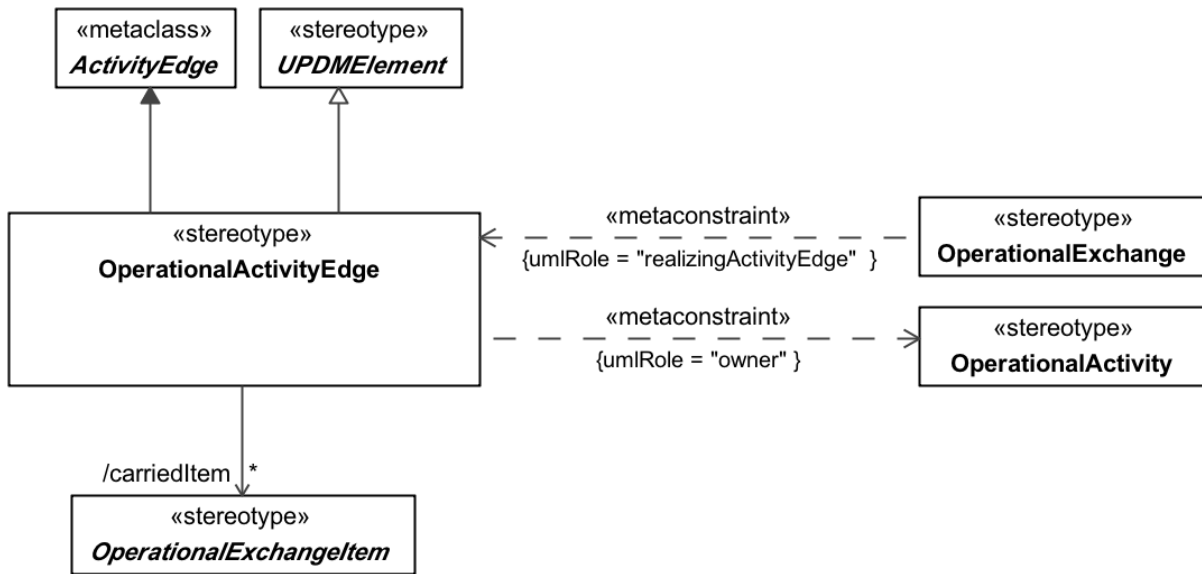 «metaclass»
ActivityEdge
«stereotype»
UPDMElement
«stereotype»
OperationalActivityEdge
«metaconstraint»
{umlRole = "realizingActivityEdge" }
«stereotype»
OperationalExchange
«metaconstraint»
{umlRole = "owner" }
«stereotype»
OperationalActivity
/carriedItem *
«stereotype»
OperationalExchangeItem